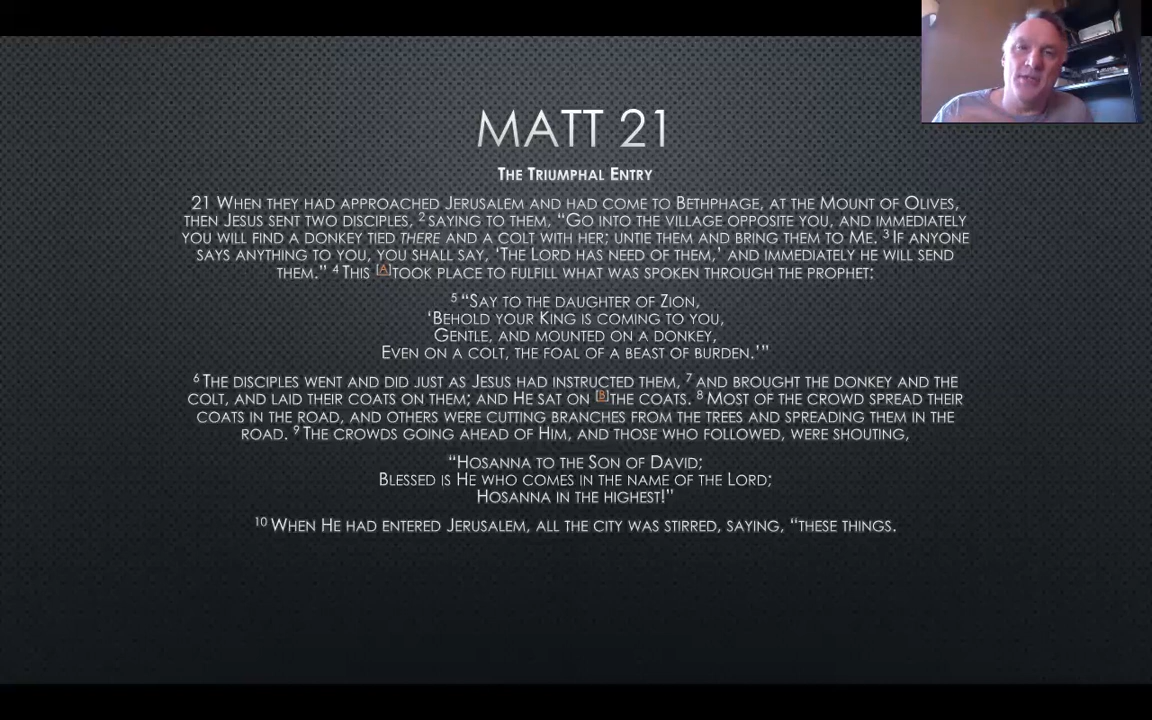 MATT 21
THE TRIUMPHAL ENTRY
21 WHEN THEY HAD APPROACHED JERUSALEM AND HAD COME TO BETHPHAGE, AT THE MOUNT OF OLIVES,
THEN JESUS SENT TWO DISCIPLES, 2 SAYING TO THEM, “GO INTO THE VILLAGE OPPOSITE YOU, AND IMMEDIATELY
YOU WILL FIND A DONKEY TIED THERE AND A COLT WITH HER; UNTIE THEM AND BRING THEM TO ME. 3 IF ANYONE
SAYS ANYTHING TO YOU, YOU SHALL SAY, ‘THE LORD HAS NEED OF THEM,’ AND IMMEDIATELY HE WILL SEND
THEM.” 4 THIS [A]TOOK PLACE TO FULFILL WHAT WAS SPOKEN THROUGH THE PROPHET:
5 “SAY TO THE DAUGHTER OF ZION,
‘BEHOLD YOUR KING IS COMING TO YOU,
GENTLE, AND MOUNTED ON A DONKEY,
EVEN ON A COLT, THE FOAL OF A BEAST OF BURDEN.’”
6 THE DISCIPLES WENT AND DID JUST AS JESUS HAD INSTRUCTED THEM, 7 AND BROUGHT THE DONKEY AND THE
COLT, AND LAID THEIR COATS ON THEM; AND HE SAT ON [B]THE COATS. 8 MOST OF THE CROWD SPREAD THEIR
COATS IN THE ROAD, AND OTHERS WERE CUTTING BRANCHES FROM THE TREES AND SPREADING THEM IN THE
ROAD. 9 THE CROWDS GOING AHEAD OF HIM, AND THOSE WHO FOLLOWED, WERE SHOUTING,
“HOSANNA TO THE SON OF DAVID;
BLESSED IS HE WHO COMES IN THE NAME OF THE LORD;
HOSANNA IN THE HIGHEST!”
10 WHEN HE HAD ENTERED JERUSALEM, ALL THE CITY WAS STIRRED, SAYING, “THESE THINGS.